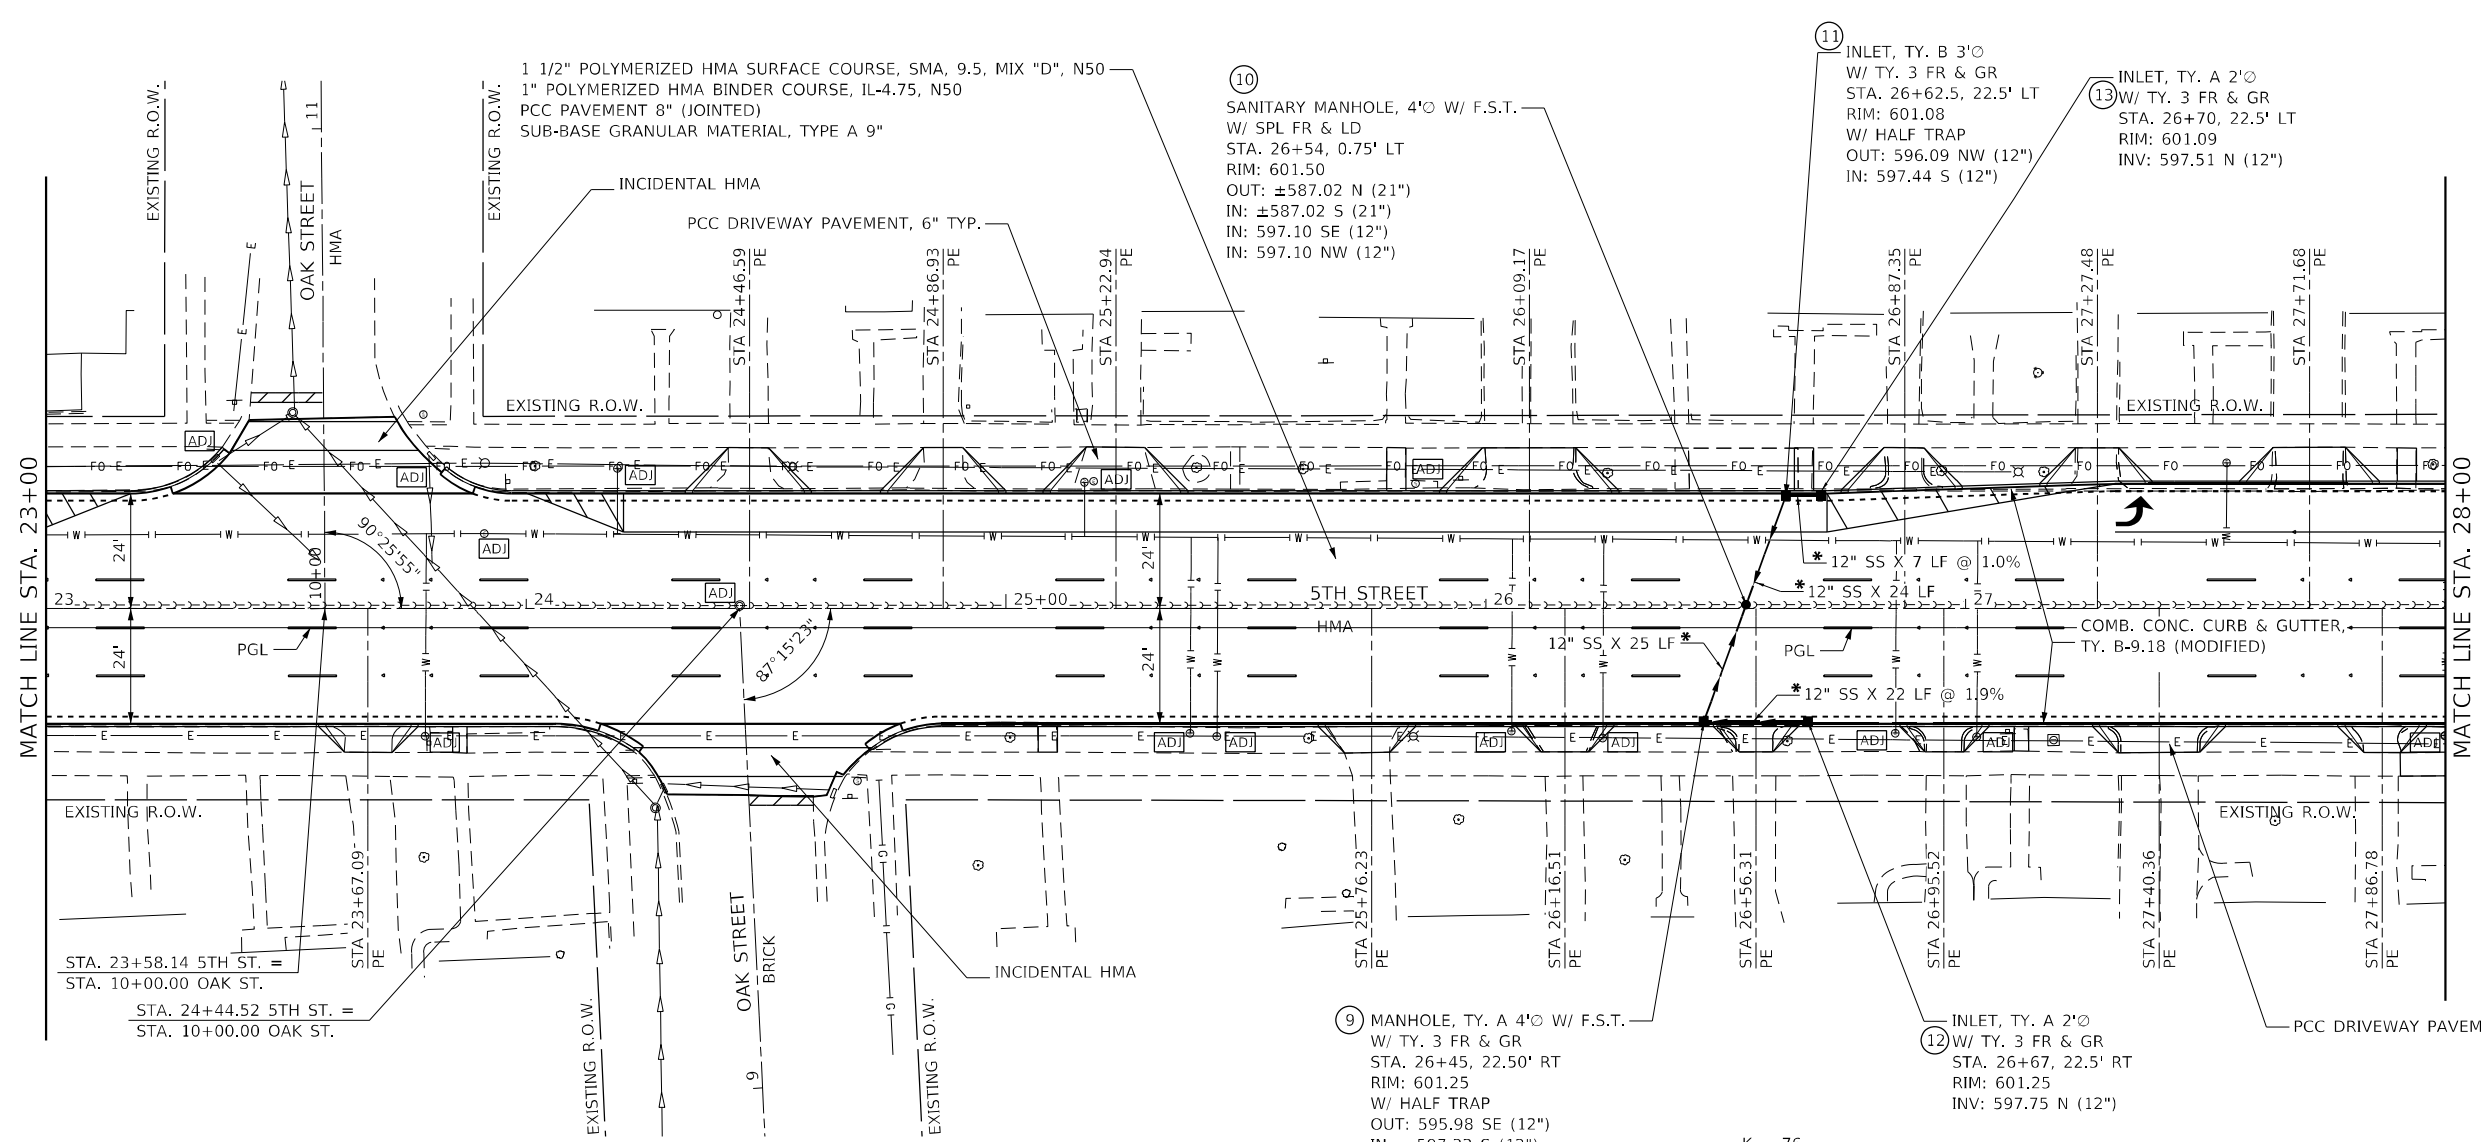 1 1/2" POLYMERIZED HMA SURFACE COURSE, SMA, 9.5, MIX "D", N50
1" POLYMERIZED HMA BINDER COURSE, IL-4.75, N50
PCC PAVEMENT 8" (JOINTED)
SUB-BASE GRANULAR MATERIAL, TYPE A 9"
INCIDENTAL HMA
PCC DRIVEWAY PAVEMENT, 6" TYP.
10
SANITARY MANHOLE, 4'∅ W/ F.S.T.
W/ SPL FR & LD
STA. 26+54, 0.75' LT
RIM: 601.50
OUT: ±587.02 N (21")
IN: ±587.02 S (21")
IN: 597.10 SE (12")
IN: 597.10 NW (12")
11
INLET, TY. B 3'∅
W/ TY. 3 FR & GR
STA. 26+62.5, 22.5' LT
RIM: 601.08
W/ HALF TRAP
OUT: 596.09 NW (12")
IN: 597.44 S (12")
13
INLET, TY. A 2'∅
W/ TY. 3 FR & GR
STA. 26+70, 22.5' LT
RIM: 601.09
INV: 597.51 N (12")
EXISTING R.O.W.
OAK STREET
HMA
11
EXISTING R.O.W.
STA 24+46.59
PE
STA 24+86.93
PE
STA 25+22.94
PE
STA 26+09.17
PE
STA 26+87.35
PE
STA 27+27.48
PE
STA 27+71.68
PE
EXISTING R.O.W.
EXISTING R.O.W.
ADJ
ADJ
ADJ
ADJ
ADJ
ADJ
ADJ
FO E FO E FO E FO E FO
MATCH LINE STA. 23+00
MATCH LINE STA. 28+00
24'
24'
24'
24'
90°25'55"
10+00
87°15'23"
W W W W W W W W
* 12" SS X 7 LF @ 1.0%
* 12" SS X 24 LF
23
24
25+00
26
27
5TH STREET
HMA
PGL
12" SS X 25 LF *
PGL
COMB. CONC. CURB & GUTTER,
TY. B-9.18 (MODIFIED)
* 12" SS X 22 LF @ 1.9%
E E E E E E E E
ADJ
ADJ
ADJ
ADJ
ADJ
ADJ
ADJ
ADJ
EXISTING R.O.W.
EXISTING R.O.W.
STA 23+67.09
PE
STA 25+76.23
PE
STA 26+16.51
PE
STA 26+56.31
PE
STA 26+95.52
PE
STA 27+40.36
PE
STA 27+86.78
PE
STA. 23+58.14 5TH ST. =
STA. 10+00.00 OAK ST.
STA. 24+44.52 5TH ST. =
STA. 10+00.00 OAK ST.
EXISTING R.O.W.
OAK STREET
BRICK
9
G G
EXISTING R.O.W.
INCIDENTAL HMA
9
MANHOLE, TY. A 4'∅ W/ F.S.T.
W/ TY. 3 FR & GR
STA. 26+45, 22.50' RT
RIM: 601.25
W/ HALF TRAP
OUT: 595.98 SE (12")
12
INLET, TY. A 2'∅
W/ TY. 3 FR & GR
STA. 26+67, 22.5' RT
RIM: 601.25
INV: 597.75 N (12")
PCC DRIVEWAY PAVEM